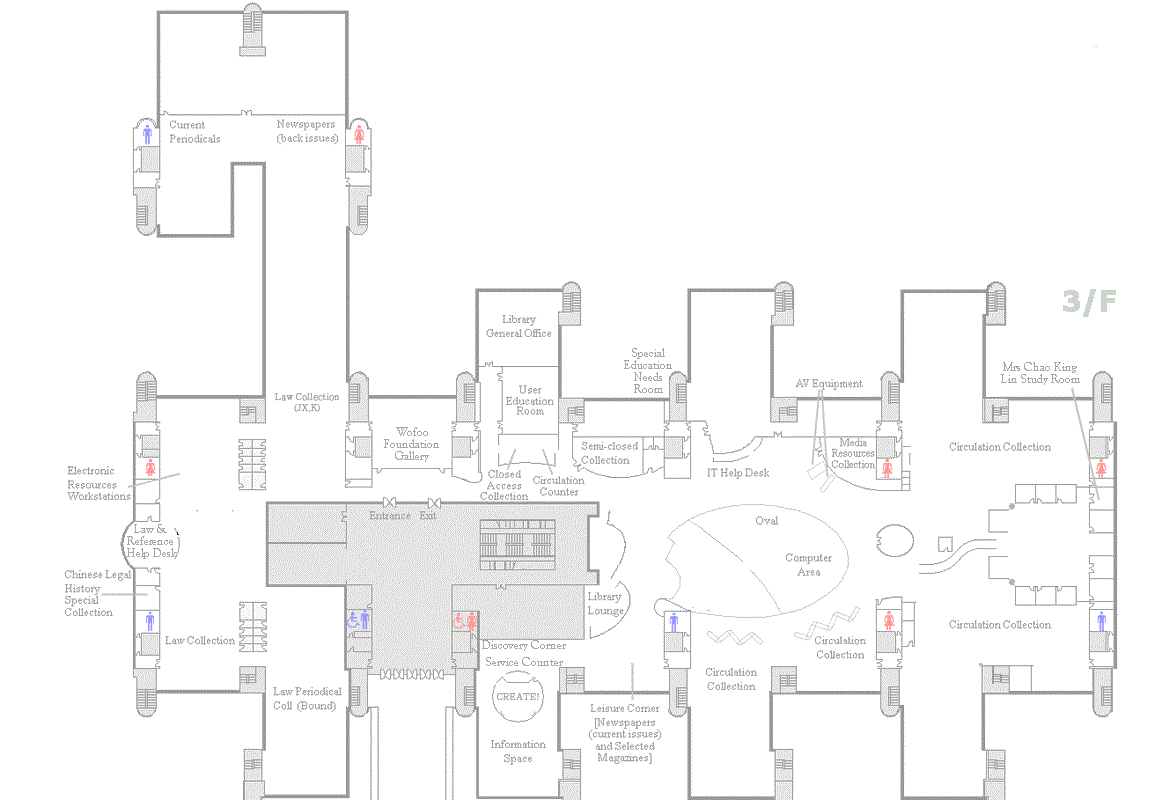 Current
Periodicals
Newspapers
(back issues)
3/F
Library
General Office
Special
Education
Needs
Room
Mrs Chao King
Lin Study Room
AV Equipment
User
Education
Room
Law Collection
(JX,K)
Wofoo
Foundation
Gallery
Semi-closed
Collection
Media
Resources
Collection
Circulation Collection
IT Help Desk
Electronic
Resources
Workstations
Closed
Access
Collection
Circulation
Counter
Entrance
Exit
Oval
Computer
Area
Law &
Reference
Help Desk
Chinese Legal
History
Special
Collection
Library
Lounge
Law Collection
Discovery Corner
Service Counter
Circulation
Collection
Circulation Collection
Circulation
Collection
Law Periodical
Coll (Bound)
CREATE!
Leisure Corner
[Newspapers
(current issues)
and Selected
Magazines]
Information
Space